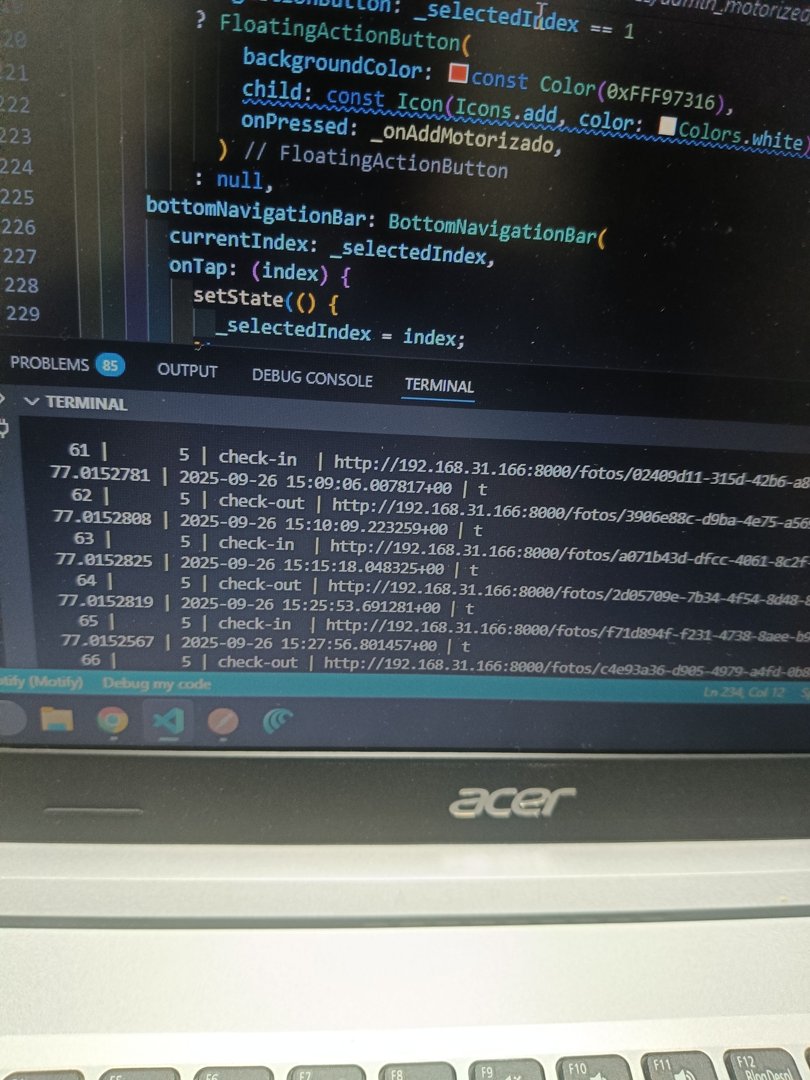 _selectedIndex == 1
220 ? FloatingActionButton(
221 backgroundColor: const Color(0xFFF97316),
222 child: const Icon(Icons.add, color: Colors.white)
223 onPressed: _onAddMotorizado,
224 ) // FloatingActionButton
225 : null,
226 bottomNavigationBar: BottomNavigationBar(
227 currentIndex: _selectedIndex,
228 onTap: (index) {
229 setState(() {
_selectedIndex = index;
PROBLEMS 85 OUTPUT DEBUG CONSOLE TERMINAL
TERMINAL
61 | 5 | check-in | http://192.168.31.166:8000/fotos/02409d11-315d-42b6-a8
77.0152781 | 2025-09-26 15:09:06.007817+00 | t
62 | 5 | check-out | http://192.168.31.166:8000/fotos/3906e88c-d9ba-4e75-a56
77.0152808 | 2025-09-26 15:10:09.223259+00 | t
63 | 5 | check-in | http://192.168.31.166:8000/fotos/a071b43d-dfcc-4061-8c2f-
77.0152825 | 2025-09-26 15:15:18.048325+00 | t
64 | 5 | check-out | http://192.168.31.166:8000/fotos/2d05709e-7b34-4f54-8d48-
77.0152819 | 2025-09-26 15:25:53.691281+00 | t
65 | 5 | check-in | http://192.168.31.166:8000/fotos/f71d894f-f231-4738-8aee-b9
77.0152567 | 2025-09-26 15:27:56.801457+00 | t
66 | 5 | check-out | http://192.168.31.166:8000/fotos/c4e93a36-d905-4979-a4fd-0b8
(Motify) Debug my code Ln 234, Col 12
acer
F7 F8 F9 F10 F11 F12